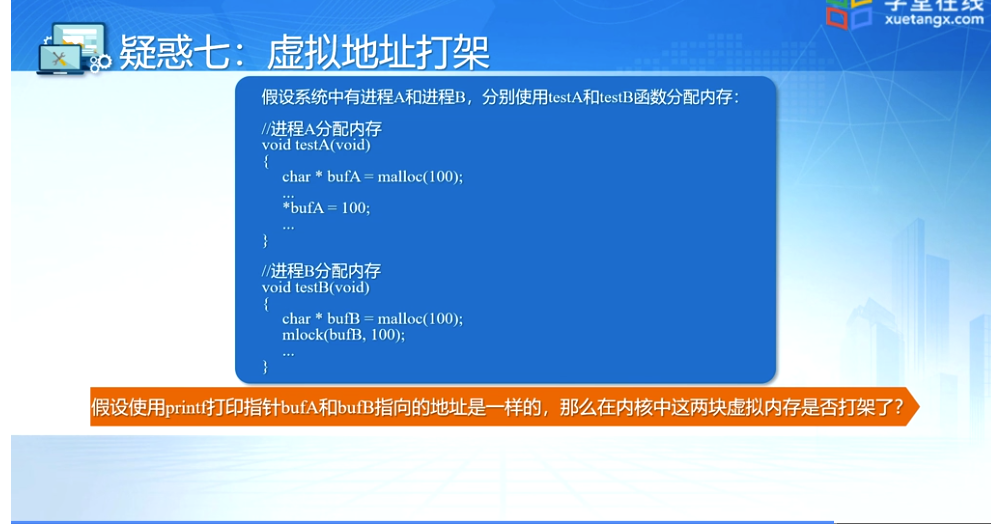 学堂在线
xuetangx.com
疑惑七：虚拟地址打架
假设系统中有进程A和进程B，分别使用testA和testB函数分配内存：
//进程A分配内存
void testA(void)
{
char * bufA = malloc(100);
...
*bufA = 100;
...
}
//进程B分配内存
void testB(void)
{
char * bufB = malloc(100);
mlock(bufB, 100);
...
}
假设使用printf打印指针bufA和bufB指向的地址是一样的，那么在内核中这两块虚拟内存是否打架了？